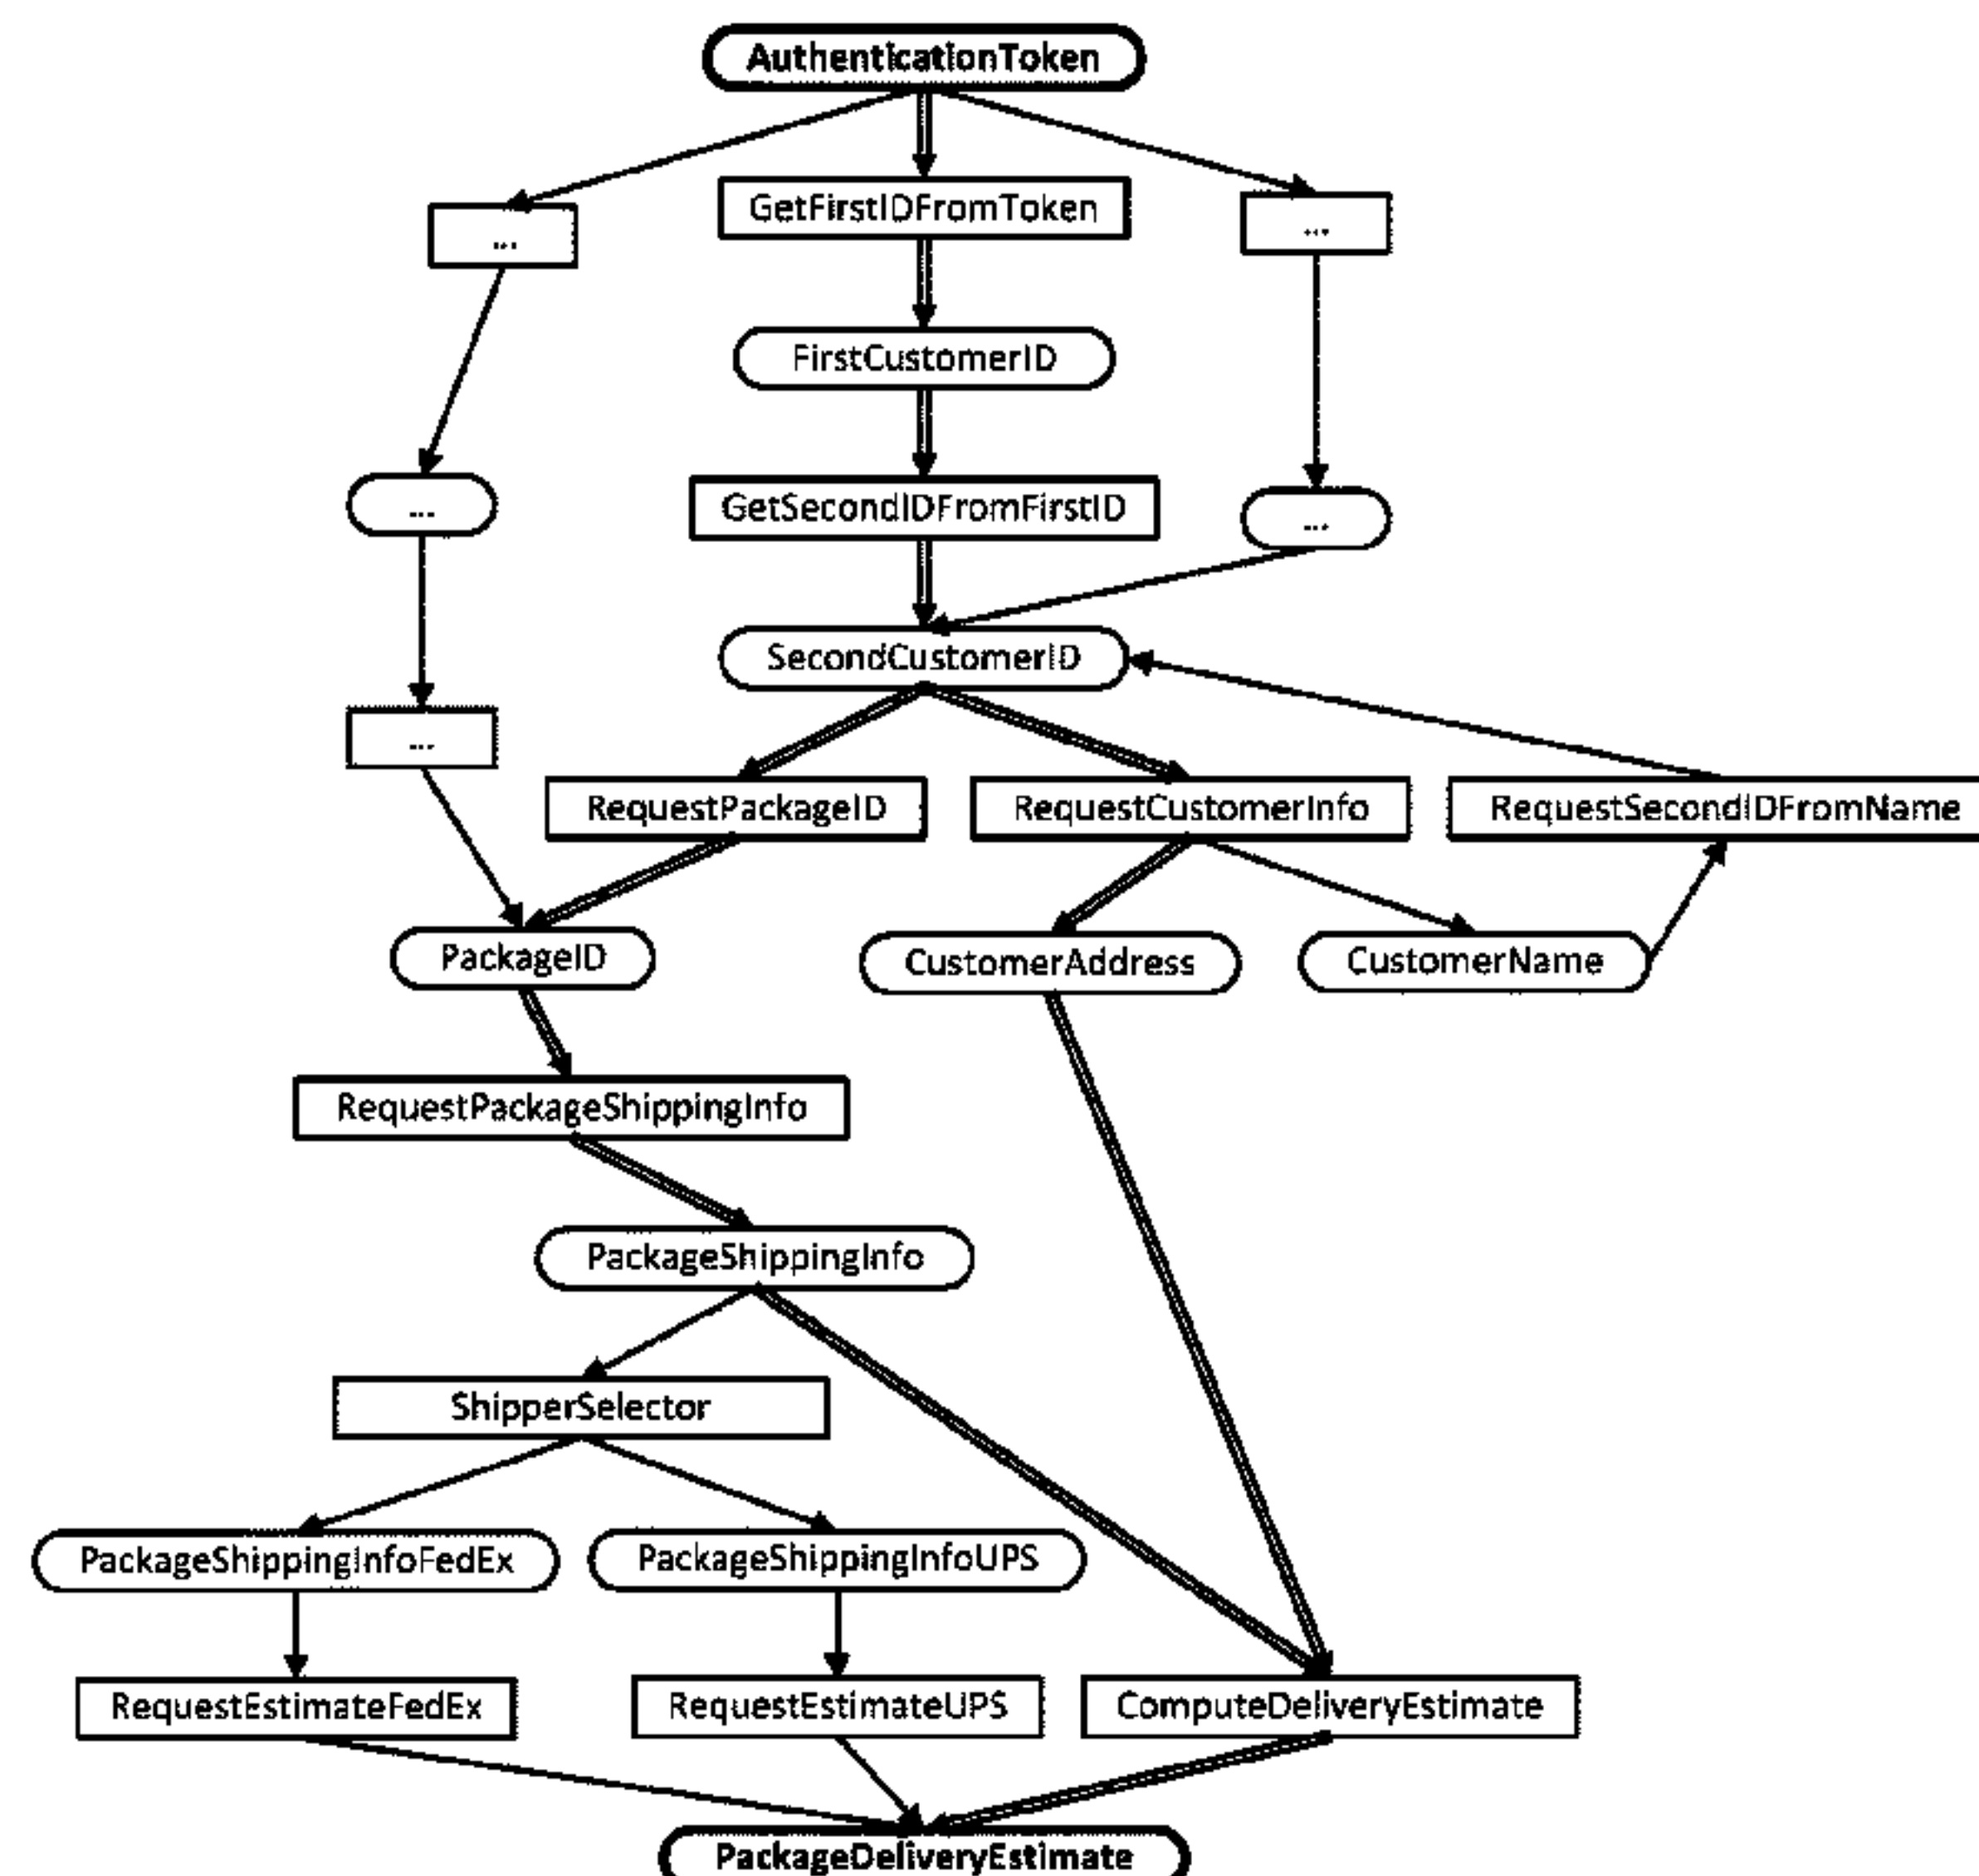 AuthenticationToken
...
GetFirstIDFromToken
...
FirstCustomerID
...
GetSecondIDFromFirstID
...
SecondCustomerID
...
RequestPackageID
RequestCustomerInfo
RequestSecondIDFromName
PackageID
CustomerAddress
CustomerName
RequestPackageShippingInfo
PackageShippingInfo
ShipperSelector
PackageShippingInfoFedEx
PackageShippingInfoUPS
RequestEstimateFedEx
RequestEstimateUPS
ComputeDeliveryEstimate
PackageDeliveryEstimate